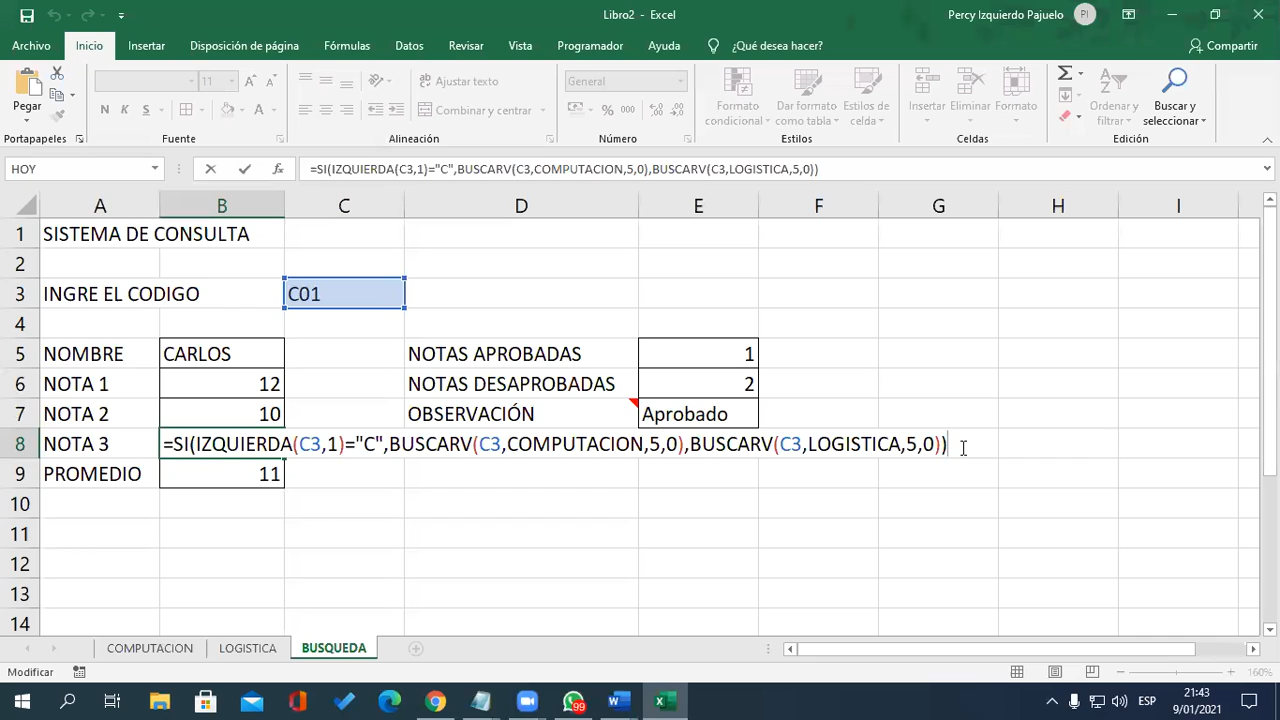 Libro2 - Excel
Percy Izquierdo Pajuelo PI
Archivo Inicio Insertar Disposición de página Fórmulas Datos Revisar Vista Programador Ayuda ¿Qué desea hacer? Compartir
Pegar
N K S
11
Ajustar texto
Combinar y centrar
General
% 000
Formato condicional
Dar formato como tabla
Estilos de celda
Insertar Eliminar Formato
Ordenar y filtrar
Buscar y seleccionar
Portapapeles Fuente Alineación Número Estilos Celdas Edición
HOY fx =SI(IZQUIERDA(C3,1)="C",BUSCARV(C3,COMPUTACION,5,0),BUSCARV(C3,LOGISTICA,5,0))
A B C D E F G H I
1 SISTEMA DE CONSULTA
2
3 INGRE EL CODIGO C01
4
5 NOMBRE CARLOS NOTAS APROBADAS 1
6 NOTA 1 12 NOTAS DESAPROBADAS 2
7 NOTA 2 10 OBSERVACIÓN Aprobado
8 NOTA 3 =SI(IZQUIERDA(C3,1)="C",BUSCARV(C3,COMPUTACION,5,0),BUSCARV(C3,LOGISTICA,5,0))
9 PROMEDIO 11
10
11
12
13
14
COMPUTACION LOGISTICA BUSQUEDA
Modificar 160%
99 ESP 21:43
9/01/2021